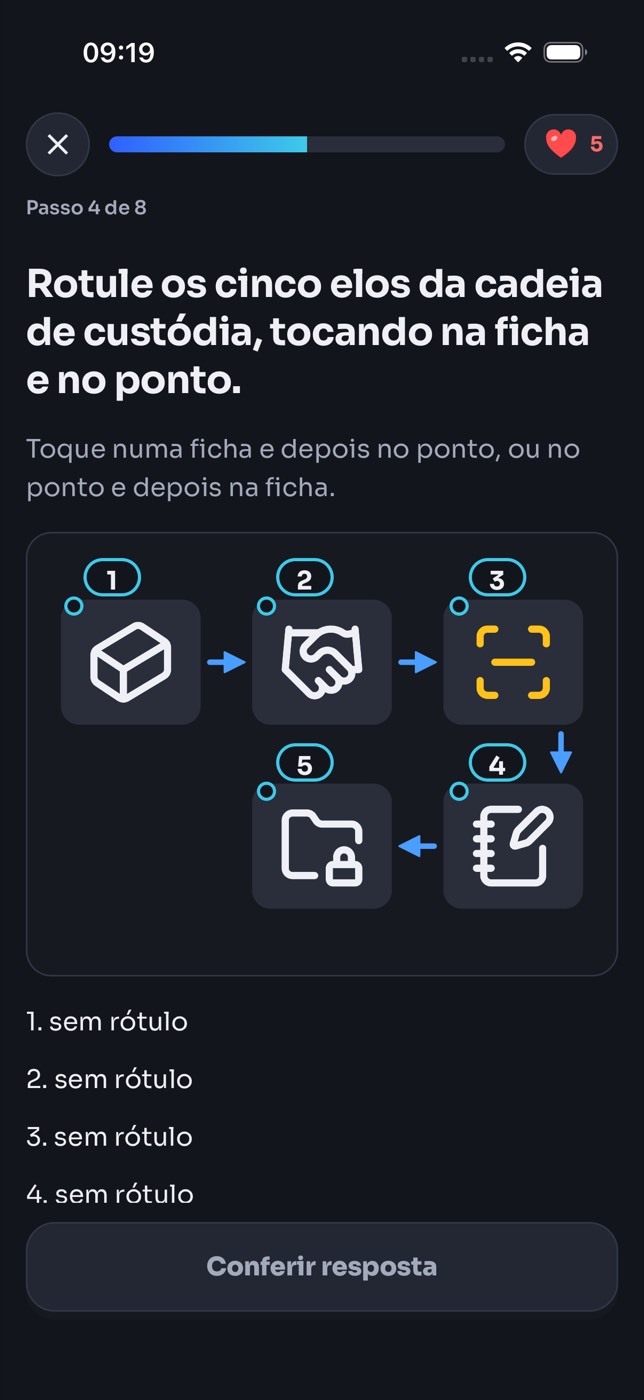 09:19
5
Passo 4 de 8
Rotule os cinco elos da cadeia
de custódia, tocando na ficha
e no ponto.
Toque numa ficha e depois no ponto, ou no
ponto e depois na ficha.
1
2
3
5
4
1. sem rótulo
2. sem rótulo
3. sem rótulo
4. sem rótulo
Conferir resposta